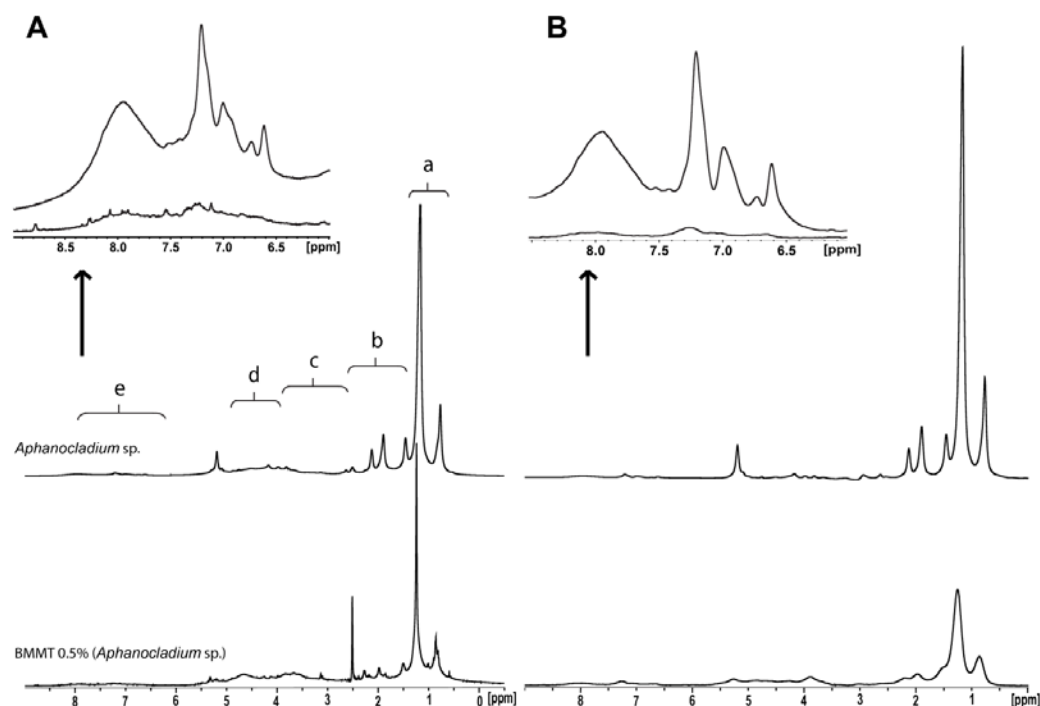 A
B
8.5 8.0 7.5 7.0 6.5 [ppm]
8.0 7.5 7.0 6.5 [ppm]
a
b
c
d
e
Aphanocladium sp.
BMMT 0.5% (Aphanocladium sp.)
8 6 5 4 3 2 1 0 [ppm]
8 6 5 4 3 2 1 [ppm]